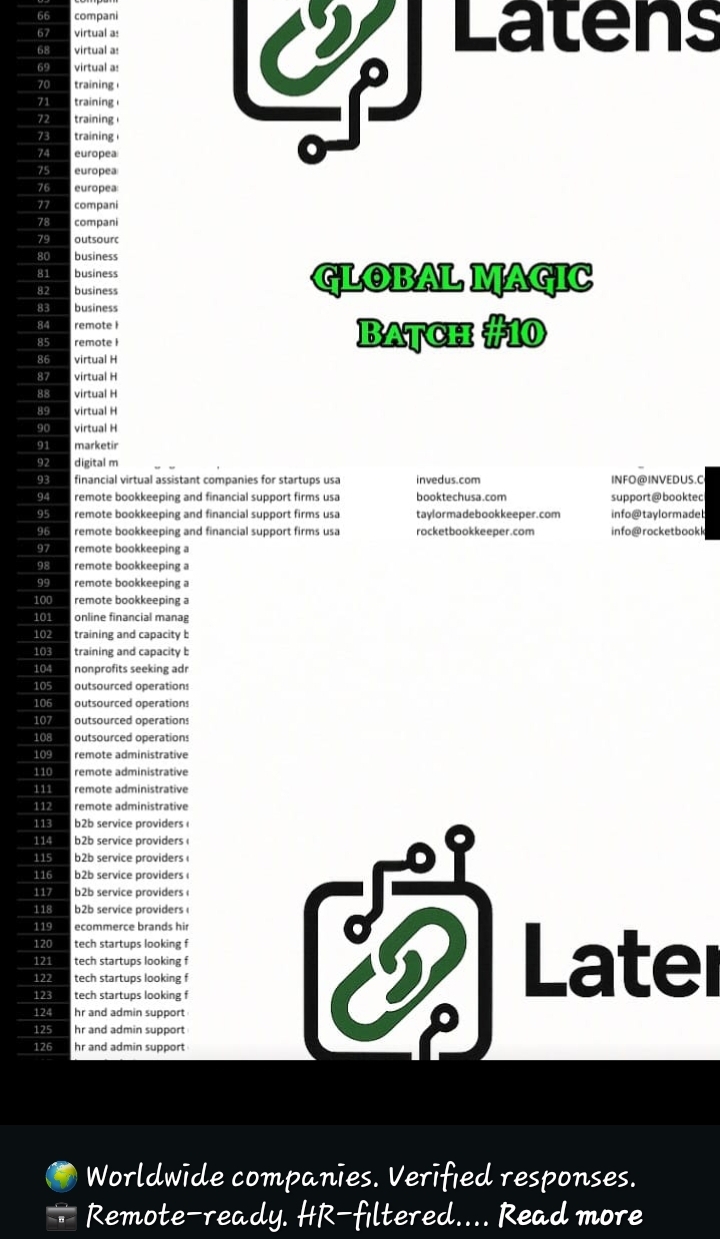 66 compani
67 virtual as
68 virtual as
69 virtual as
70 training
71 training
72 training
73 training
74 europea
75 europea
76 europea
77 compani
78 compani
79 outsourc
80 business
81 business
82 business
83 business
84 remote
85 remote
86 virtual H
87 virtual H
88 virtual H
89 virtual H
90 virtual H
91 marketin
92 digital m
Latens
GLOBAL MAGIC
BATCH #10
93 financial virtual assistant companies for startups usa invedus.com INFO@INVEDUS.C
94 remote bookkeeping and financial support firms usa booktechusa.com support@booktec
95 remote bookkeeping and financial support firms usa taylormadebookkeeper.com info@taylormadeb
96 remote bookkeeping and financial support firms usa rocketbookkeeper.com info@rocketbookk
97 remote bookkeeping a
98 remote bookkeeping a
99 remote bookkeeping a
100 remote bookkeeping a
101 online financial manag
102 training and capacity b
103 training and capacity b
104 nonprofits seeking adr
105 outsourced operations
106 outsourced operations
107 outsourced operations
108 outsourced operations
109 remote administrative
110 remote administrative
111 remote administrative
112 remote administrative
113 b2b service providers
114 b2b service providers
115 b2b service providers
116 b2b service providers
117 b2b service providers
118 b2b service providers
119 ecommerce brands hir
120 tech startups looking f
121 tech startups looking f
122 tech startups looking f
123 tech startups looking f
124 hr and admin support
125 hr and admin support
126 hr and admin support
Later
🌍 Worldwide companies. Verified responses.
💼 Remote-ready. HR-filtered.... Read more